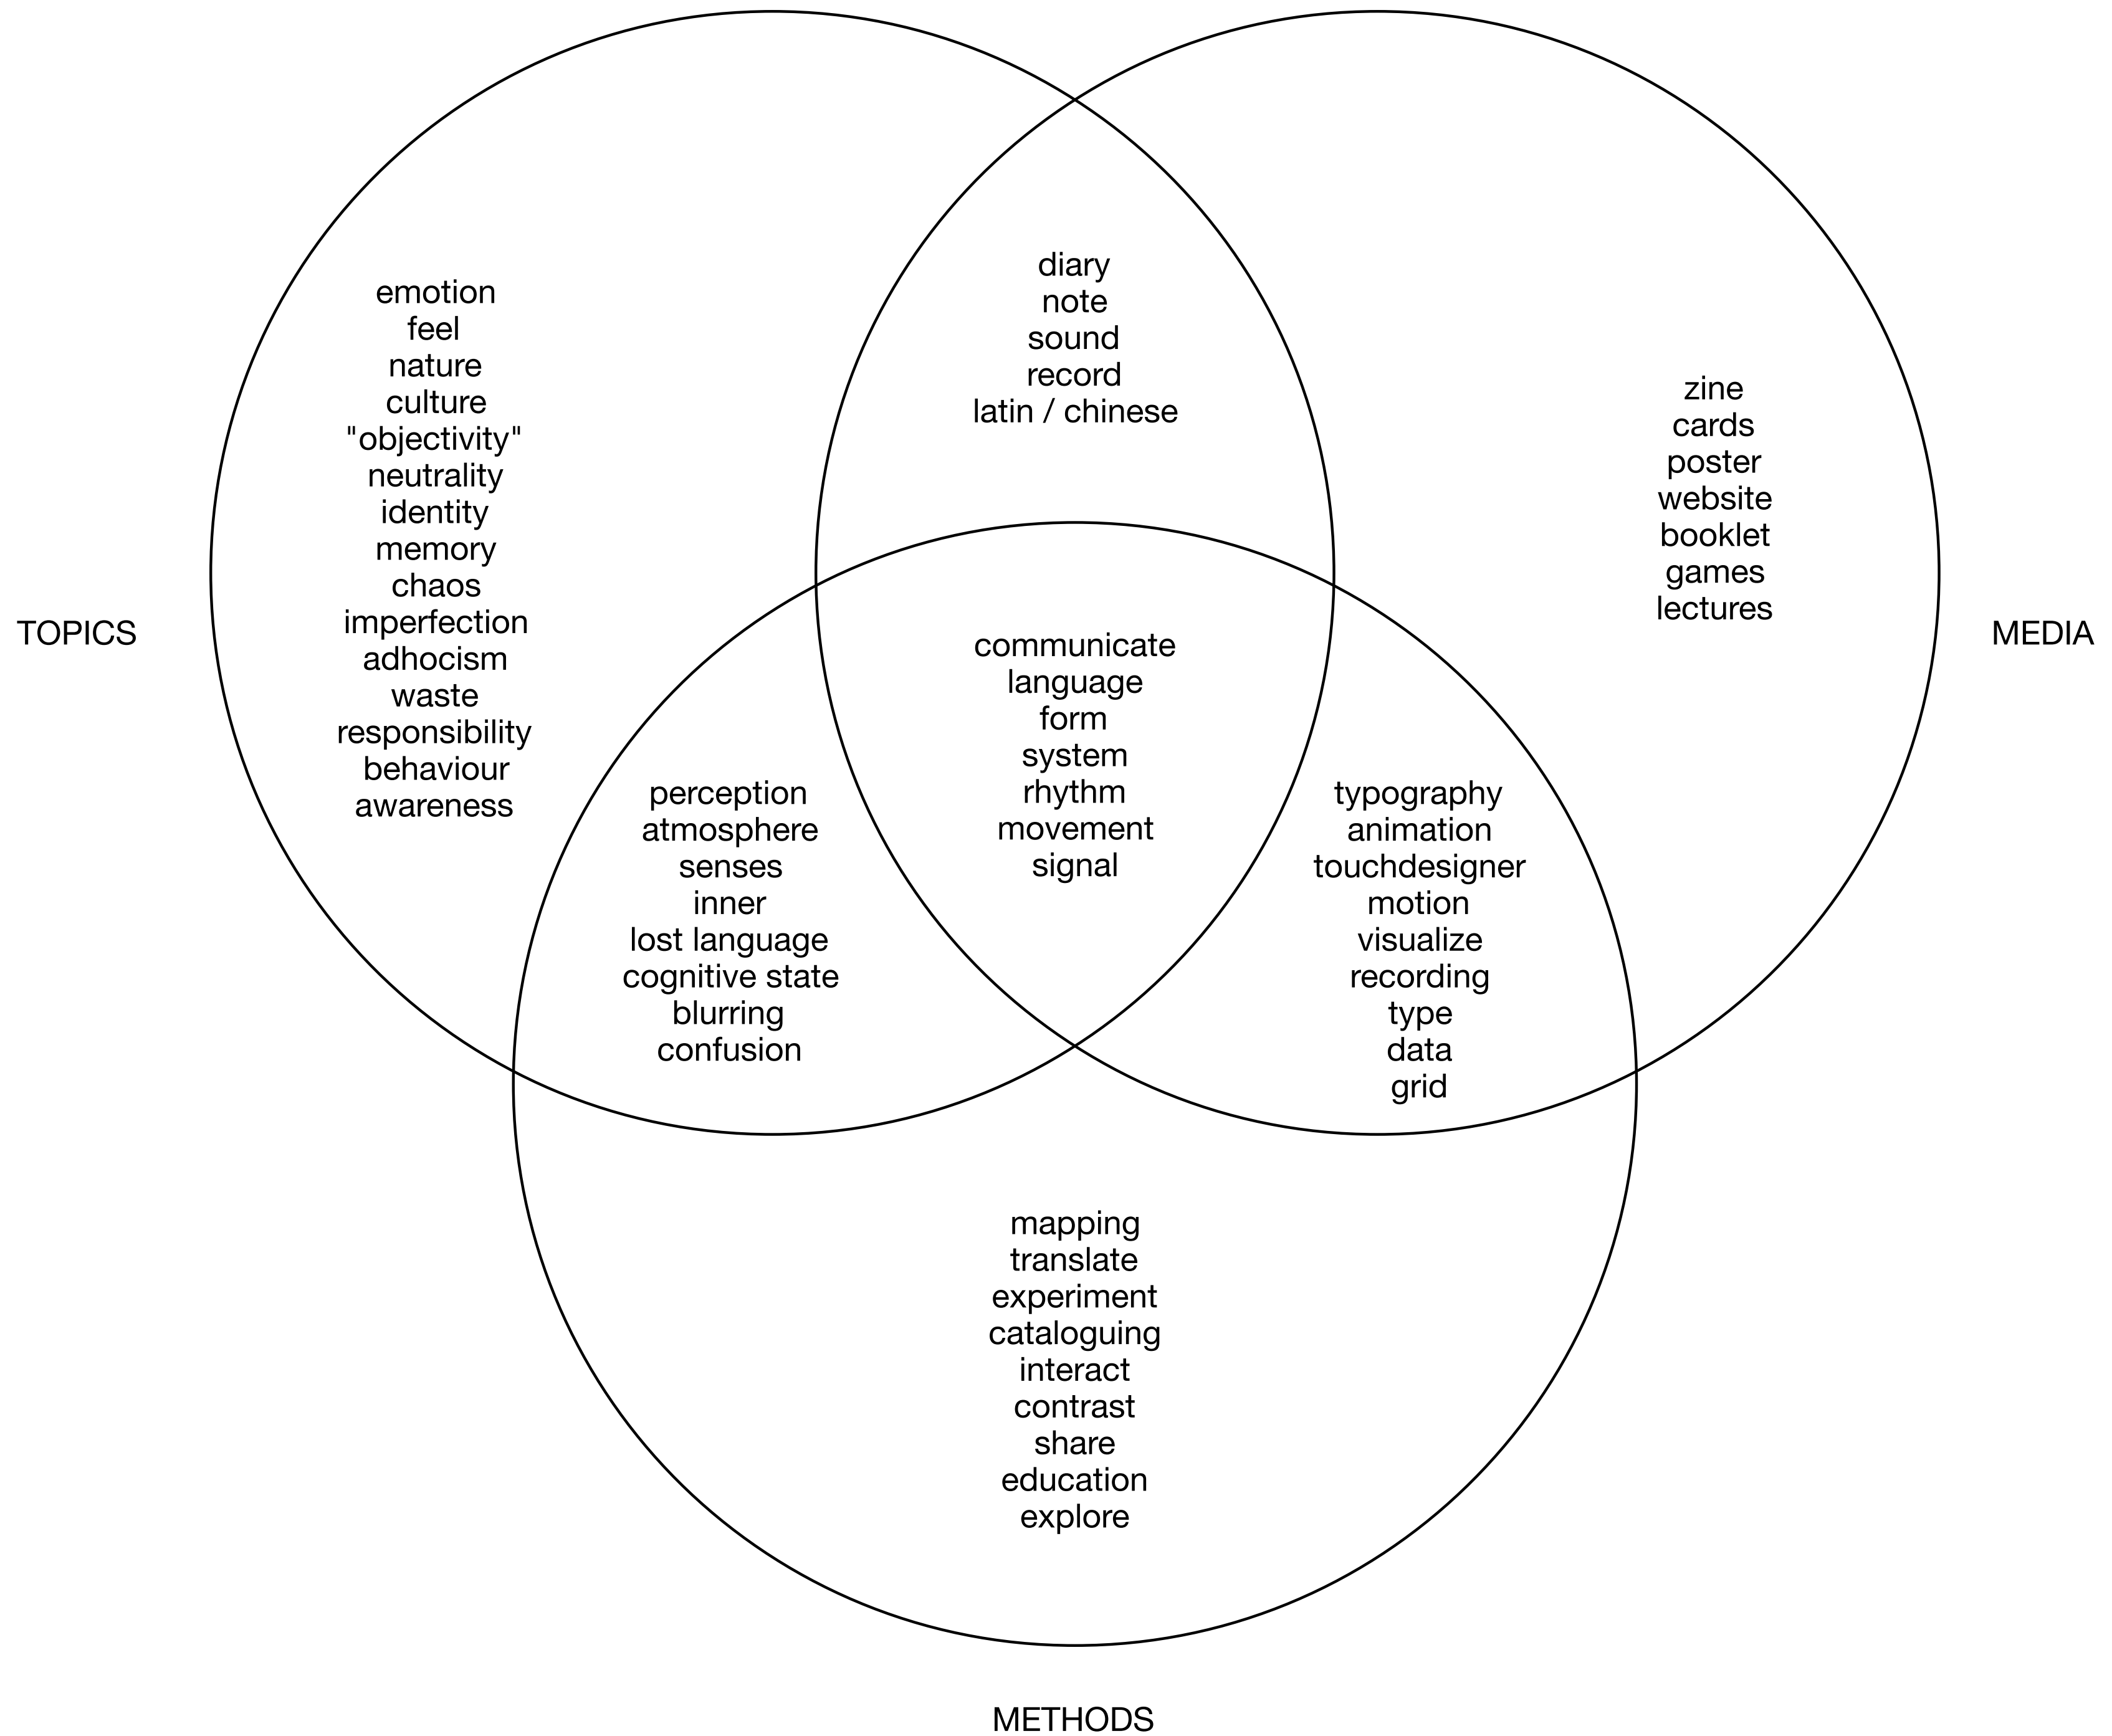 TOPICS
emotion
feel
nature
culture
"objectivity"
neutrality
identity
memory
chaos
imperfection
adhocism
waste
responsibility
behaviour
awareness
diary
note
sound
record
latin / chinese
MEDIA
zine
cards
poster
website
booklet
games
lectures
communicate
language
form
system
rhythm
movement
signal
perception
atmosphere
senses
inner
lost language
cognitive state
blurring
confusion
typography
animation
touchdesigner
motion
visualize
recording
type
data
grid
mapping
translate
experiment
cataloguing
interact
contrast
share
education
explore
METHODS